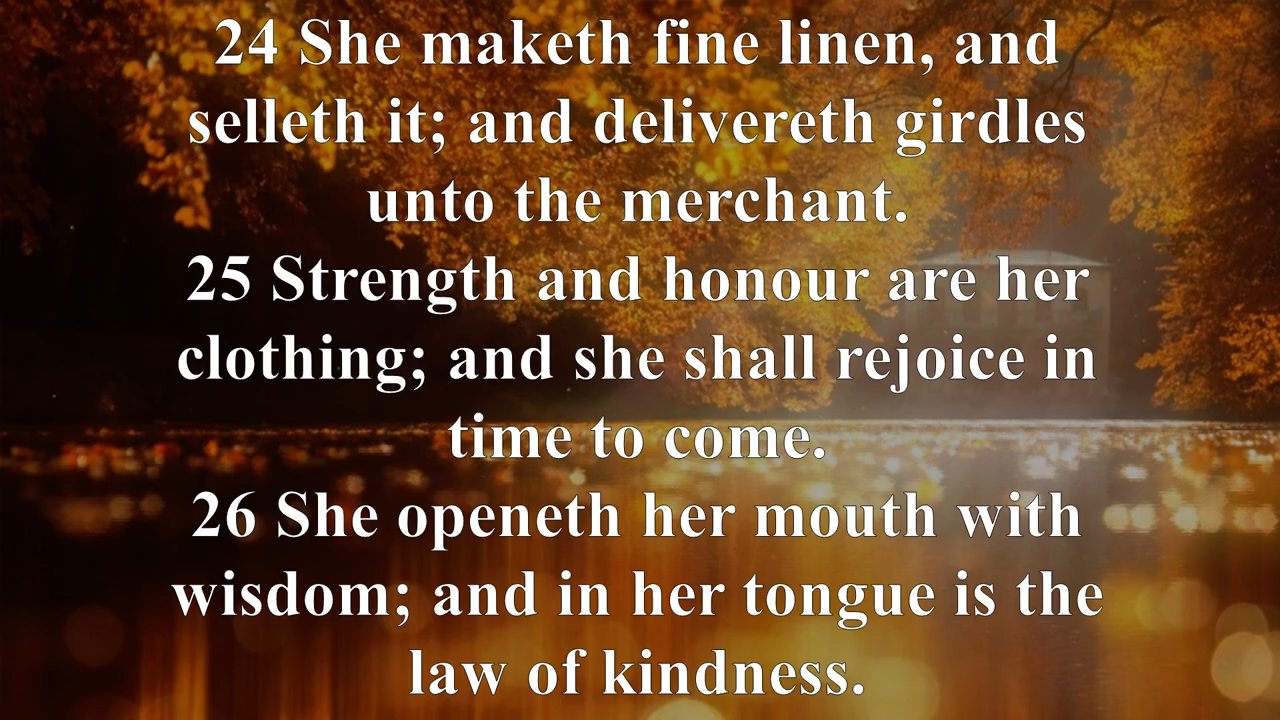 24 She maketh fine linen, and
selleth it; and delivereth girdles
unto the merchant.
25 Strength and honour are her
clothing; and she shall rejoice in
time to come.
26 She openeth her mouth with
wisdom; and in her tongue is the
law of kindness.